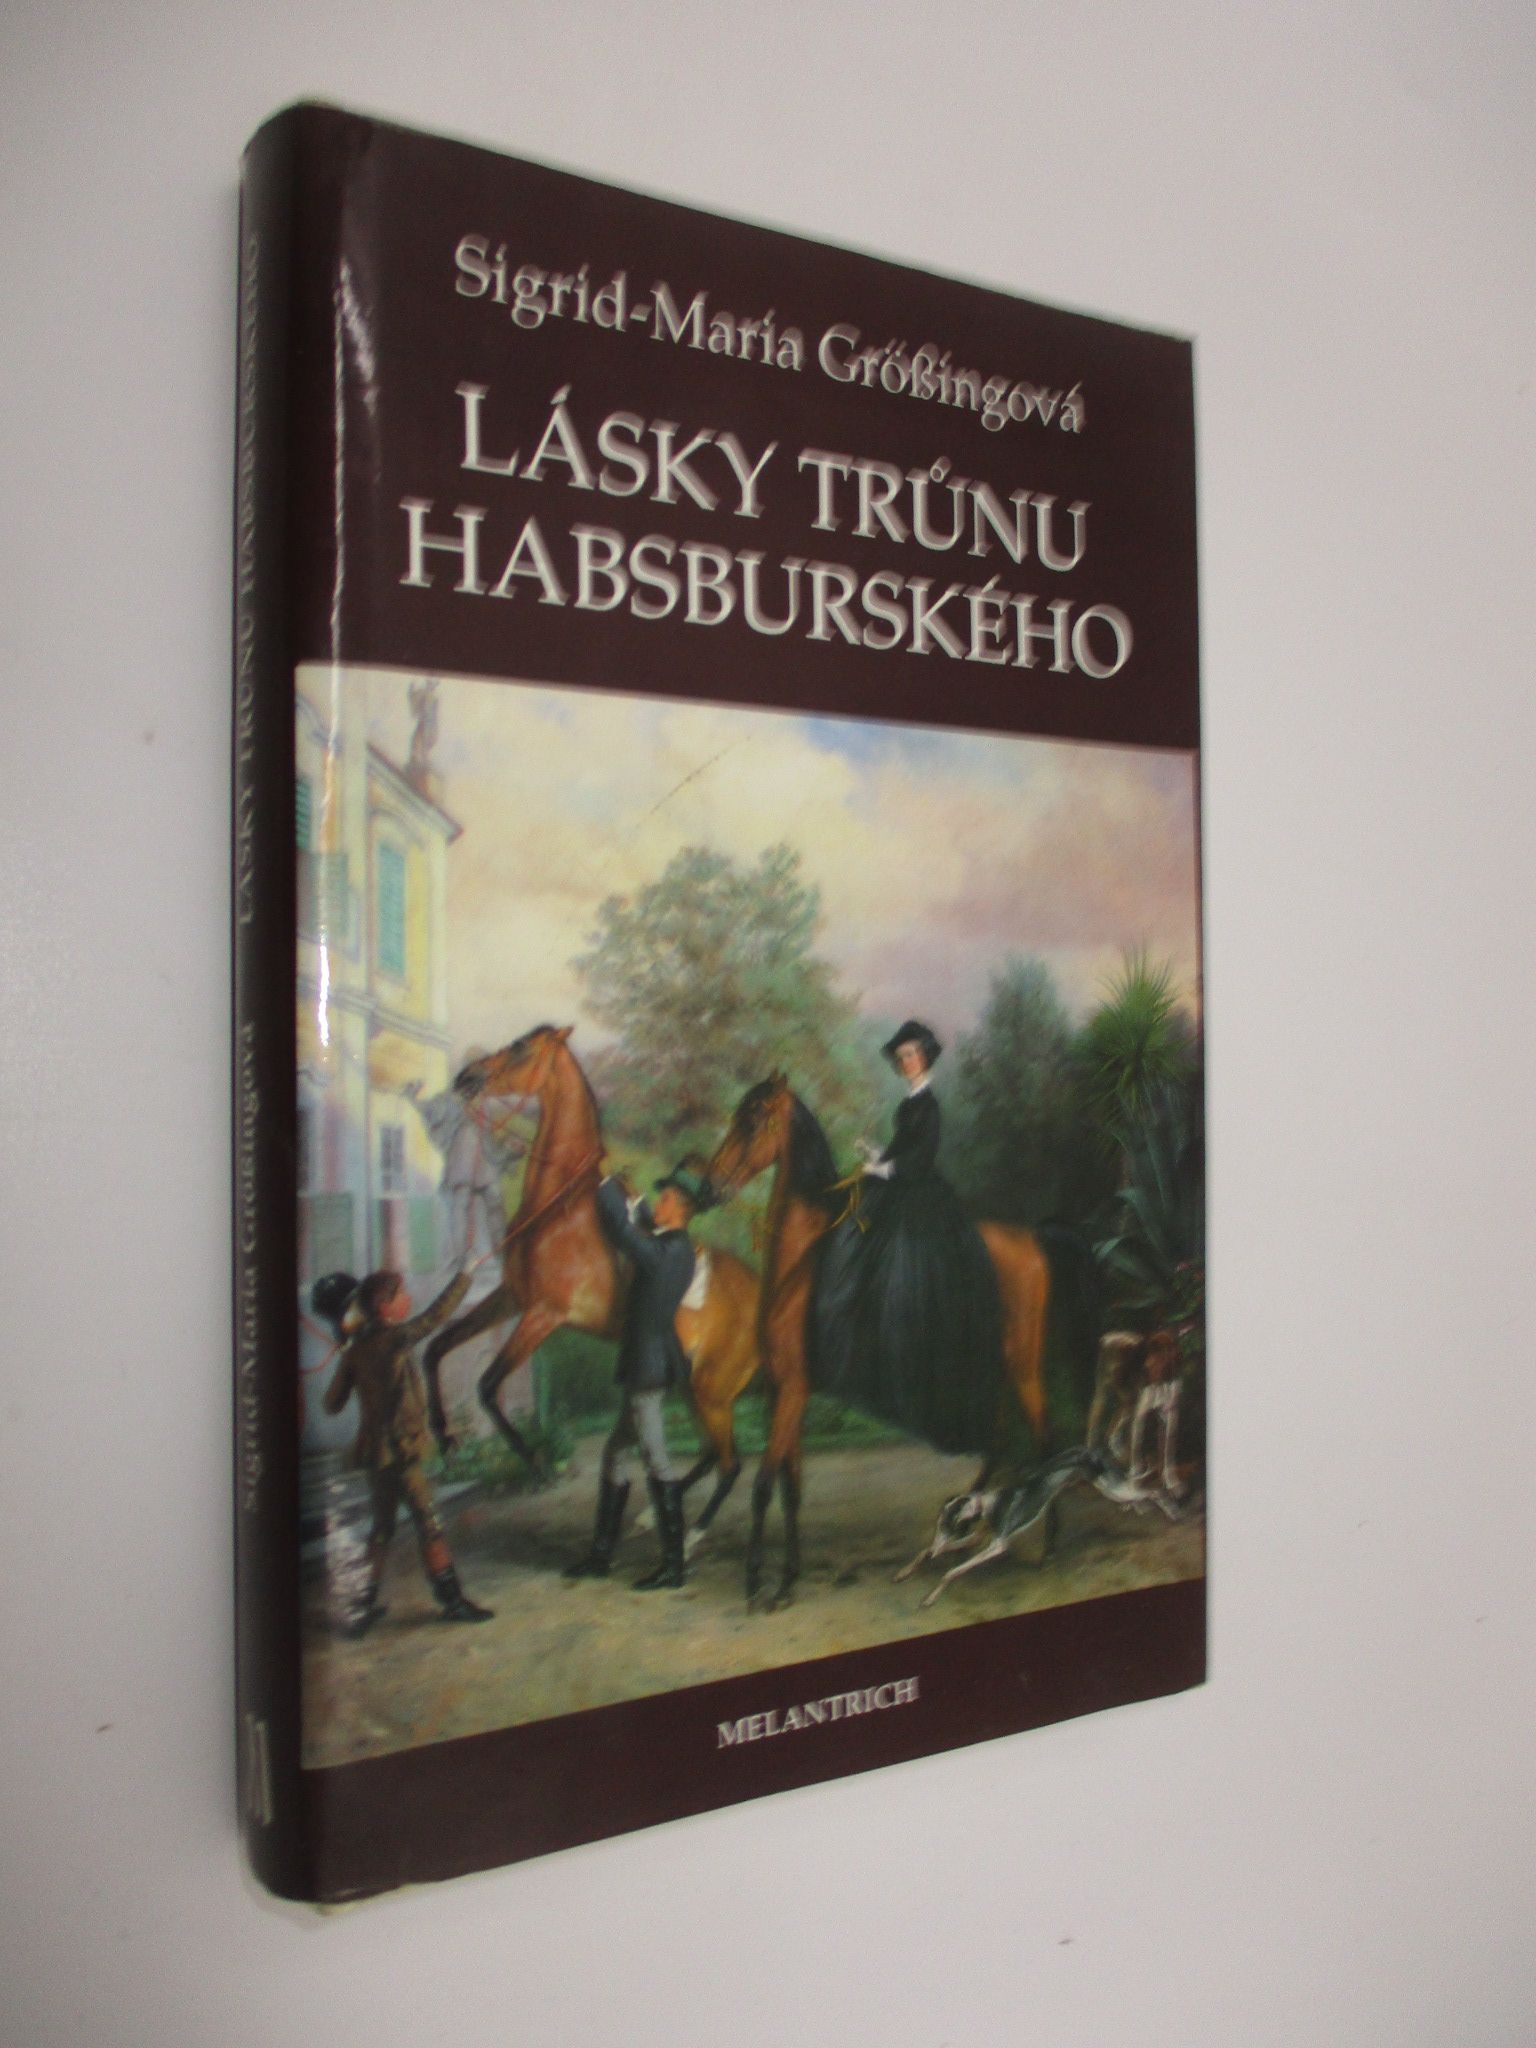 Sigrid-Maria Größingová
LÁSKY TRŮNU
HABSBURSKÉHO
MELANTRICH
Sigrid-Maria Größingová LÁSKY TRŮNU HABSBURSKÉHO